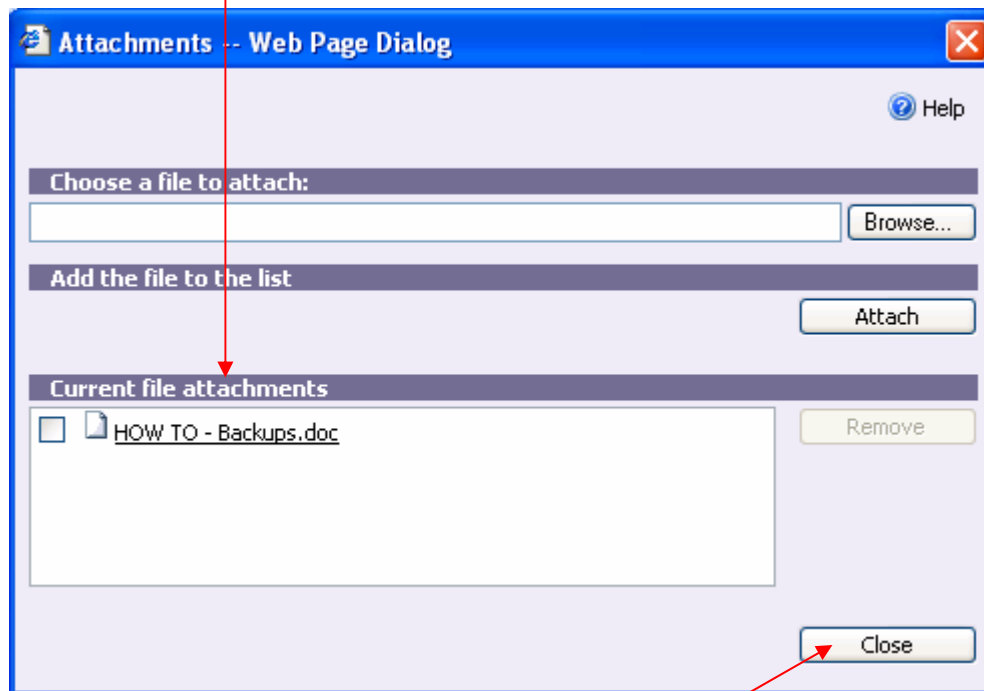 Attachments -- Web Page Dialog
Help
Choose a file to attach:
Browse...
Add the file to the list
Attach
Current file attachments
HOW TO - Backups.doc
Remove
Close